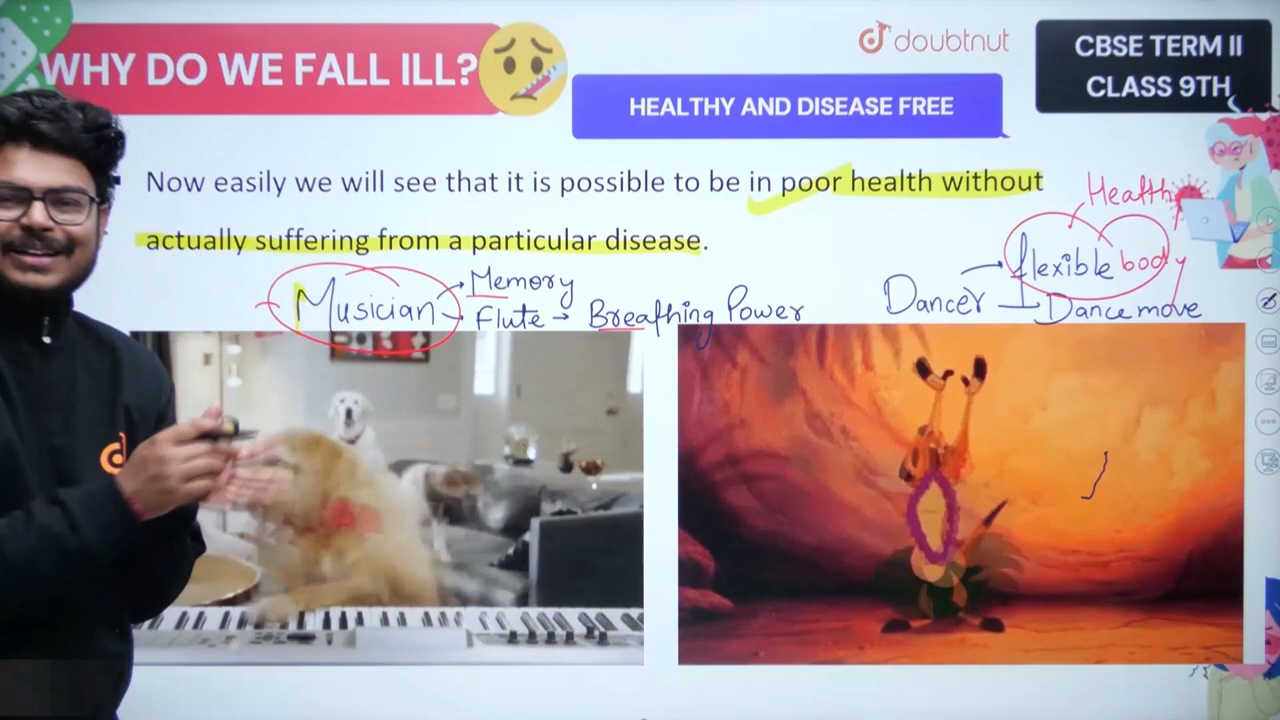 WHY DO WE FALL ILL?
doubtnut
CBSE TERM II
CLASS 9TH
HEALTHY AND DISEASE FREE
Now easily we will see that it is possible to be in poor health without
actually suffering from a particular disease.
Health
Musician → Memory
→ Flute → Breathing Power
Dancer → flexible body
Dance move